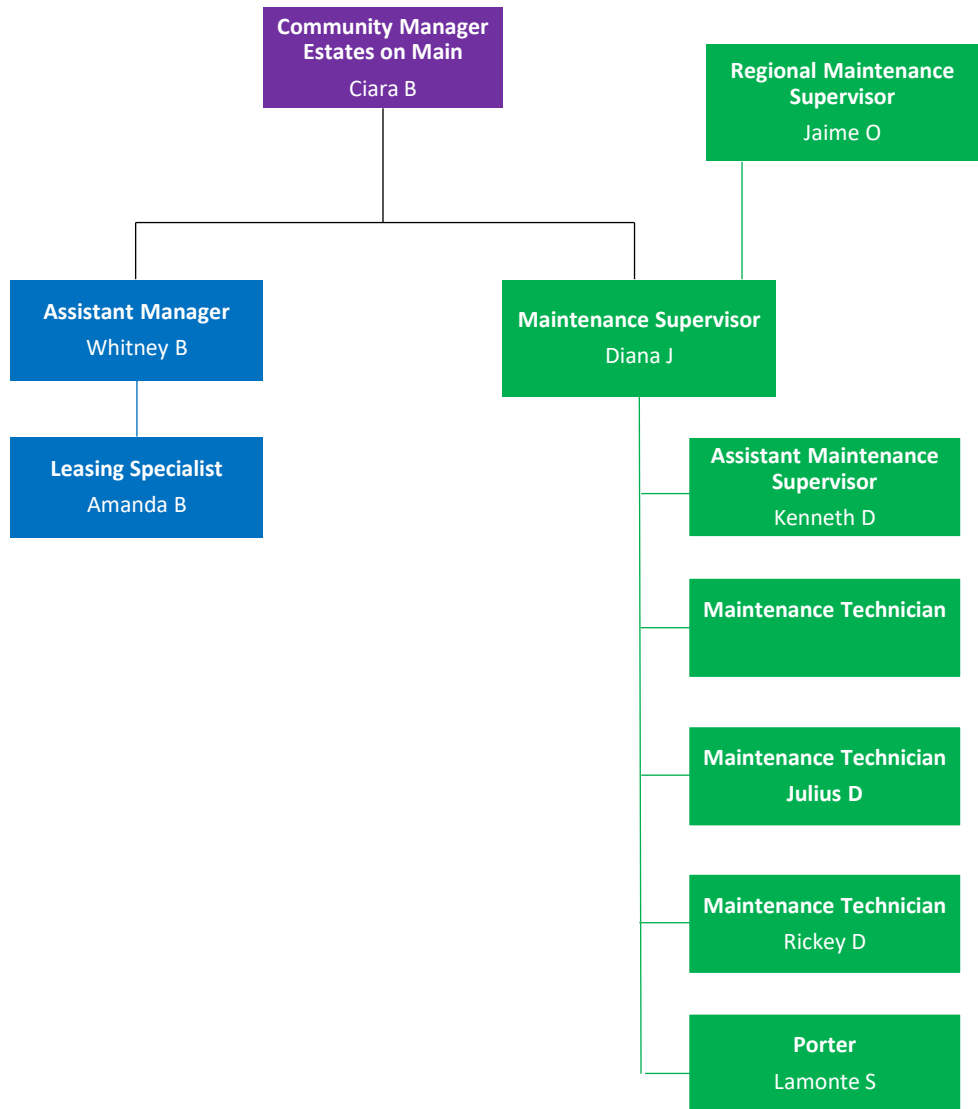 Community Manager
Estates on Main
Ciara B
Regional Maintenance
Supervisor
Jaime O
Assistant Manager
Whitney B
Maintenance Supervisor
Diana J
Leasing Specialist
Amanda B
Assistant Maintenance
Supervisor
Kenneth D
Maintenance Technician
Maintenance Technician
Julius D
Maintenance Technician
Rickey D
Porter
Lamonte S